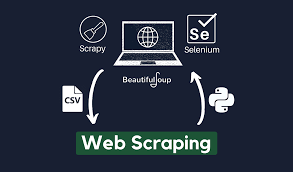 Scrapy
Se
Selenium
BeautifulSoup
CSV
Web Scraping